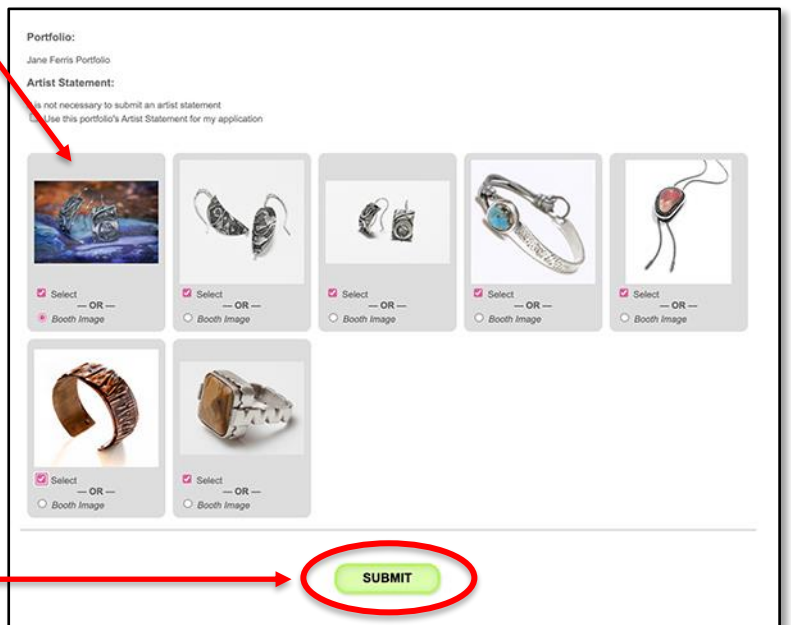 Portfolio:
Jane Ferris Portfolio
Artist Statement:
is not necessary to submit an artist statement
Use this portfolio's Artist Statement for my application
Select
— OR —
Booth Image
Select
— OR —
Booth Image
Select
— OR —
Booth Image
Select
— OR —
Booth Image
Select
— OR —
Booth Image
Select
— OR —
Booth Image
Select
— OR —
Booth Image
SUBMIT